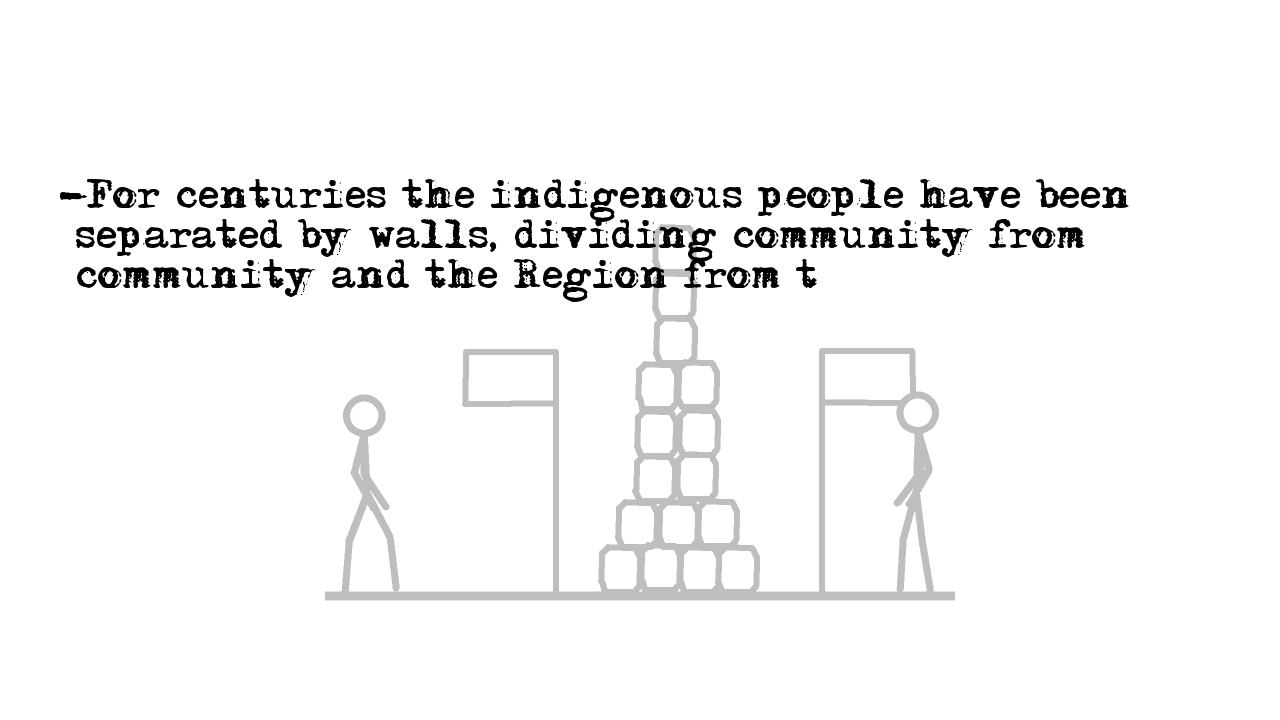 -For centuries the indigenous people have been
separated by walls, dividing community from
community and the Region from t